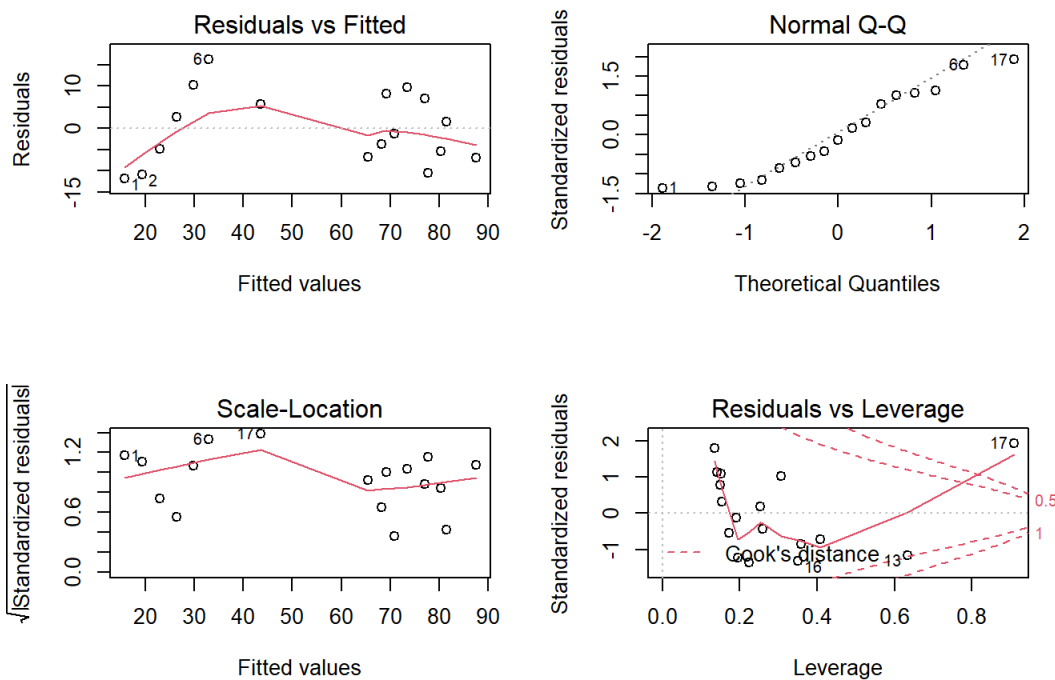 Residuals vs Fitted
Residuals
10
0
-15
6
1
2
20 30 40 50 60 70 80 90
Fitted values
Normal Q-Q
Standardized residuals
1.5
0.0
-1.5
1
6
17
-2 -1 0 1 2
Theoretical Quantiles
Scale-Location
√|Standardized residuals|
1.2
0.6
0.0
1
6
17
20 30 40 50 60 70 80 90
Fitted values
Residuals vs Leverage
Standardized residuals
2
1
0
-1
17
0.5
1
Cook's distance
16
13
0.0 0.2 0.4 0.6 0.8
Leverage